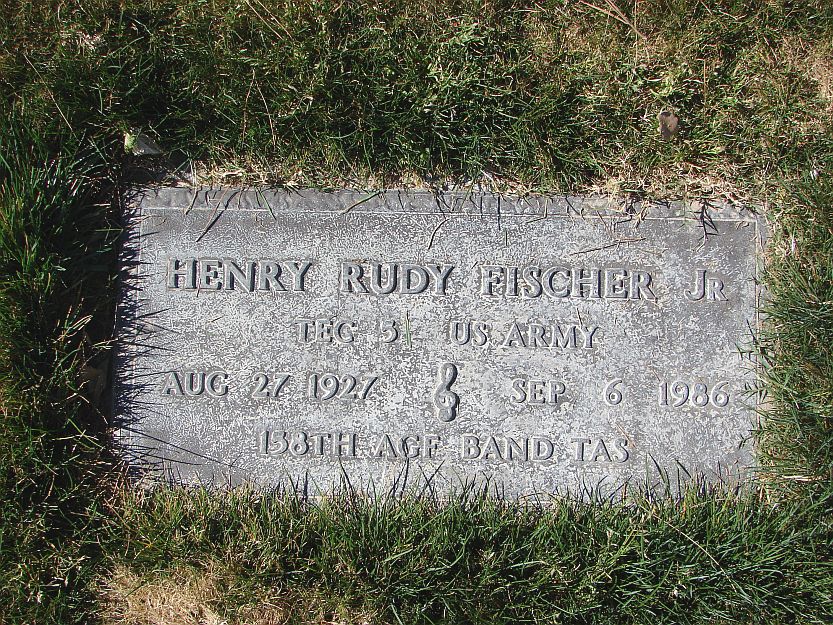 HENRY RUDY FISCHER JR
TEC 5 US ARMY
AUG 27 1927 SEP 6 1986
158TH AGF BAND TAS